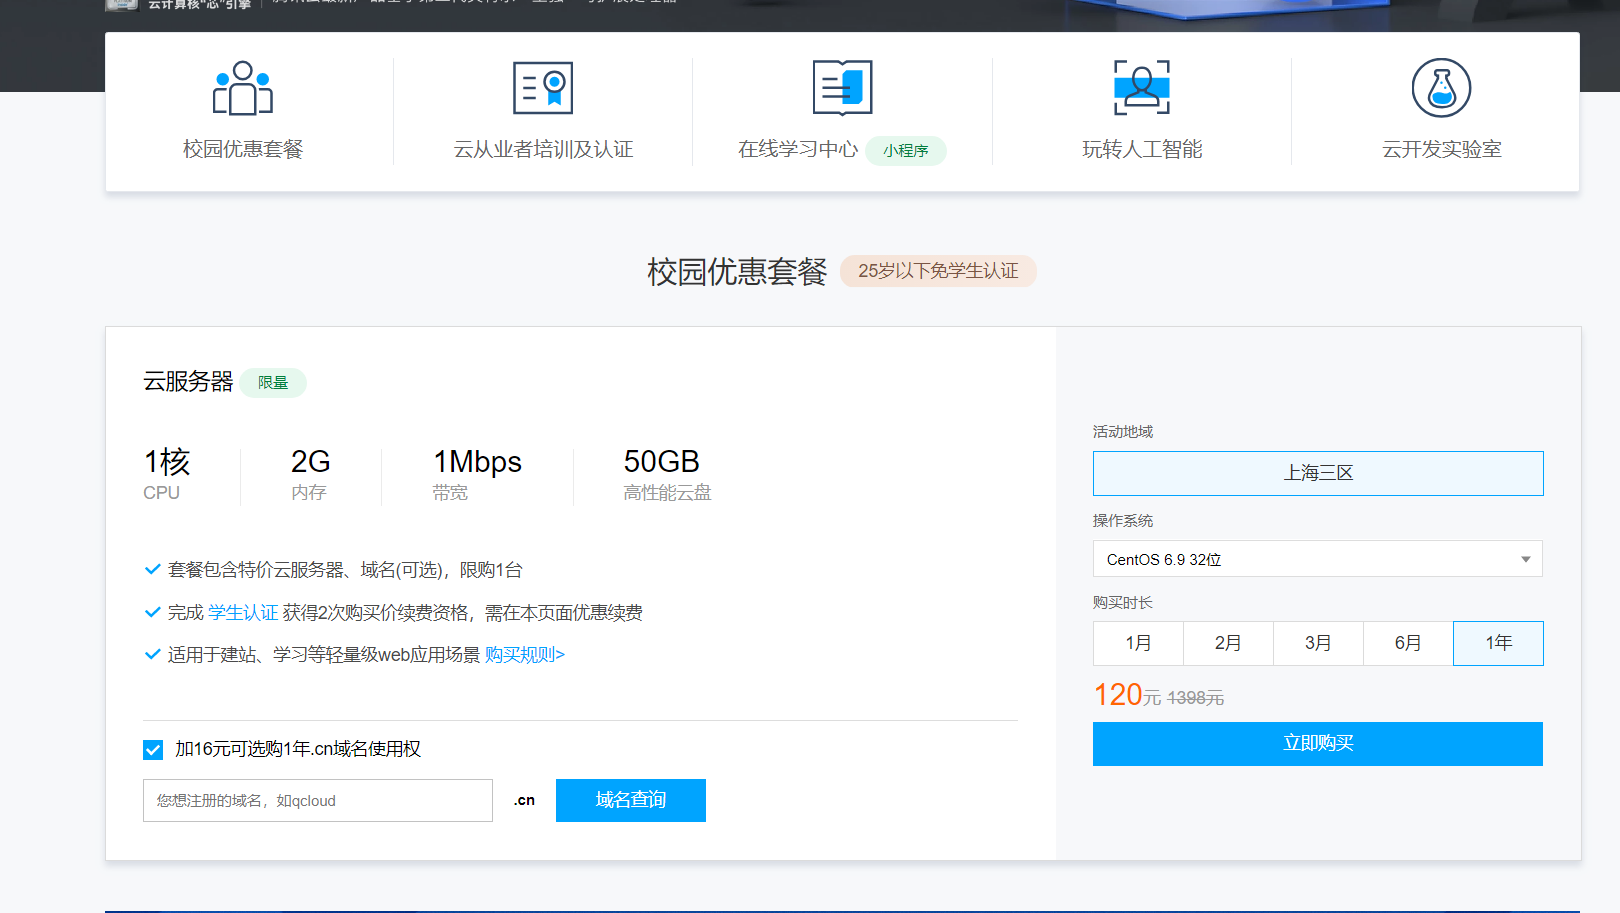 云计算核“芯”引擎
校园优惠套餐
云从业者培训及认证
在线学习中心 小程序
玩转人工智能
云开发实验室
校园优惠套餐 25岁以下免学生认证
云服务器 限量
1核
CPU
2G
内存
1Mbps
带宽
50GB
高性能云盘
套餐包含特价云服务器、域名(可选)，限购1台
完成 学生认证 获得2次购买价续费资格，需在本页面优惠续费
适用于建站、学习等轻量级web应用场景 购买规则>
加16元可选购1年.cn域名使用权
您想注册的域名，如qcloud .cn 域名查询
活动地域
上海三区
操作系统
CentOS 6.9 32位
购买时长
1月 2月 3月 6月 1年
120元 1398元
立即购买